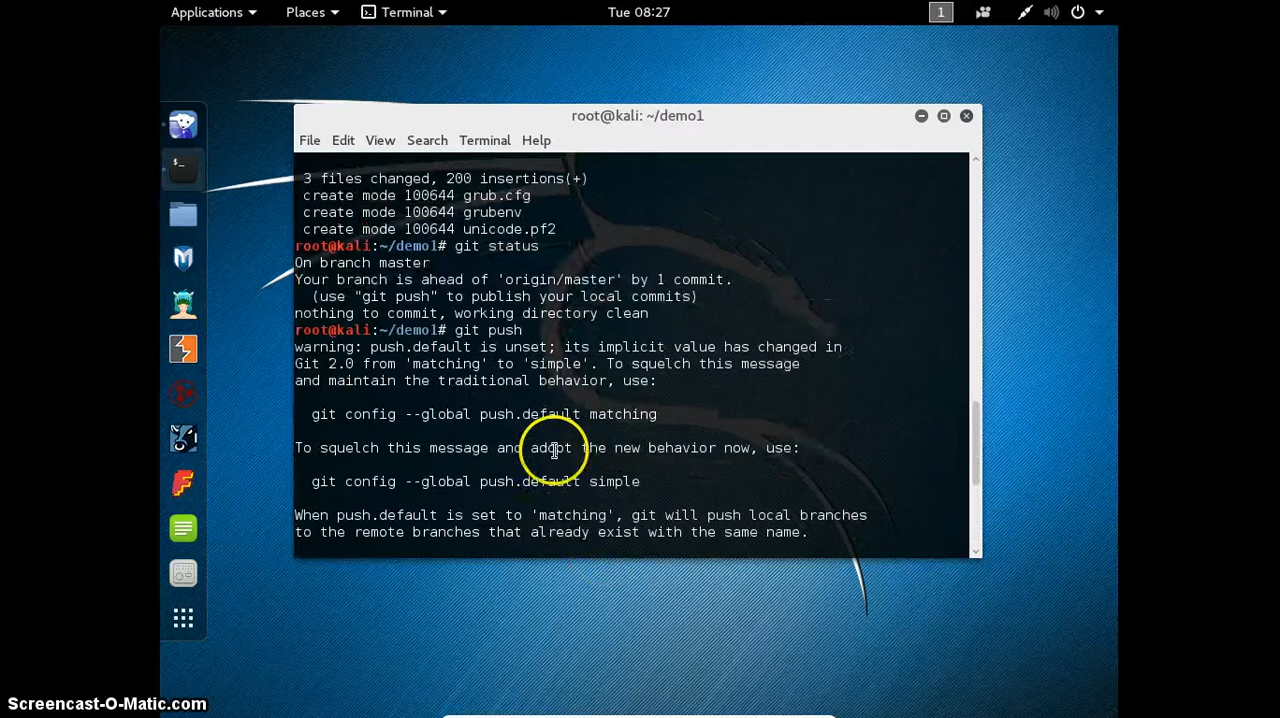 Applications Places Terminal Tue 08:27 1
root@kali: ~/demo1
File Edit View Search Terminal Help
3 files changed, 200 insertions(+)
create mode 100644 grub.cfg
create mode 100644 grubenv
create mode 100644 unicode.pf2
root@kali:~/demo1# git status
On branch master
Your branch is ahead of 'origin/master' by 1 commit.
(use "git push" to publish your local commits)
nothing to commit, working directory clean
root@kali:~/demo1# git push
warning: push.default is unset; its implicit value has changed in
Git 2.0 from 'matching' to 'simple'. To squelch this message
and maintain the traditional behavior, use:
git config --global push.default matching
To squelch this message and adopt the new behavior now, use:
git config --global push.default simple
When push.default is set to 'matching', git will push local branches
to the remote branches that already exist with the same name.
Screencast-O-Matic.com